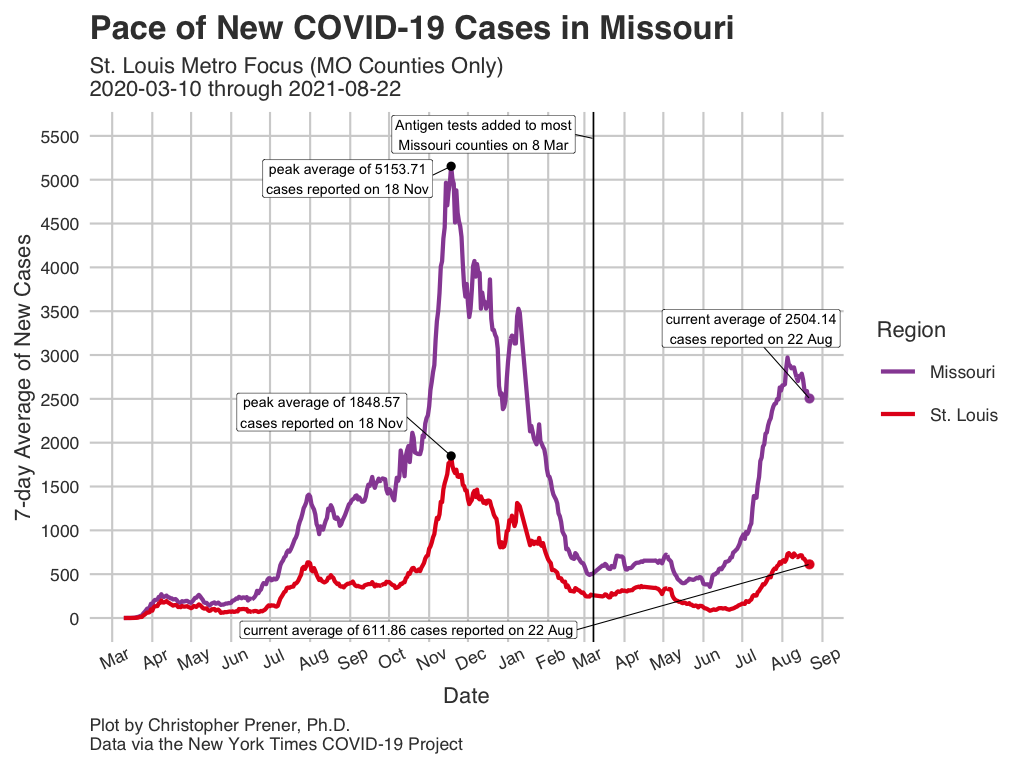 Pace of New COVID-19 Cases in Missouri
St. Louis Metro Focus (MO Counties Only)
2020-03-10 through 2021-08-22
Antigen tests added to most
Missouri counties on 8 Mar
peak average of 5153.71
cases reported on 18 Nov
current average of 2504.14
cases reported on 22 Aug
peak average of 1848.57
cases reported on 18 Nov
current average of 611.86 cases reported on 22 Aug
7-day Average of New Cases
5500
5000
4500
4000
3500
3000
2500
2000
1500
1000
500
0
Mar Apr May Jun Jul Aug Sep Oct Nov Dec Jan Feb Mar Apr May Jun Jul Aug Sep
Date
Region
Missouri
St. Louis
Plot by Christopher Prener, Ph.D.
Data via the New York Times COVID-19 Project